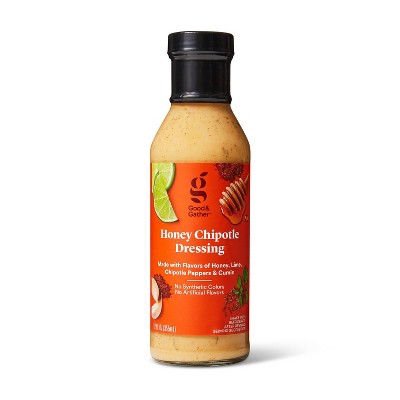 g
Good&
Gather™
Honey Chipotle
Dressing
Made with Flavors of Honey, Lime,
Chipotle Peppers & Cumin
No Synthetic Colors
No Artificial Flavors